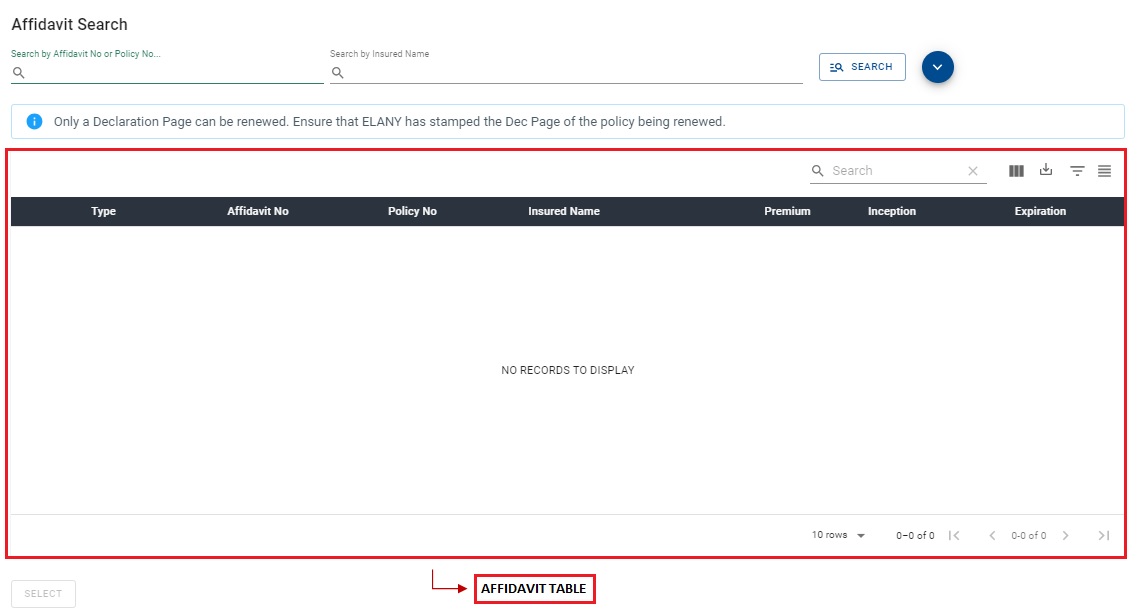 Affidavit Search
Search by Affidavit No or Policy No...
Search by Insured Name
SEARCH
Only a Declaration Page can be renewed. Ensure that ELANY has stamped the Dec Page of the policy being renewed.
Search
Type Affidavit No Policy No Insured Name Premium Inception Expiration
NO RECORDS TO DISPLAY
10 rows 0–0 of 0 0-0 of 0
AFFIDAVIT TABLE
SELECT